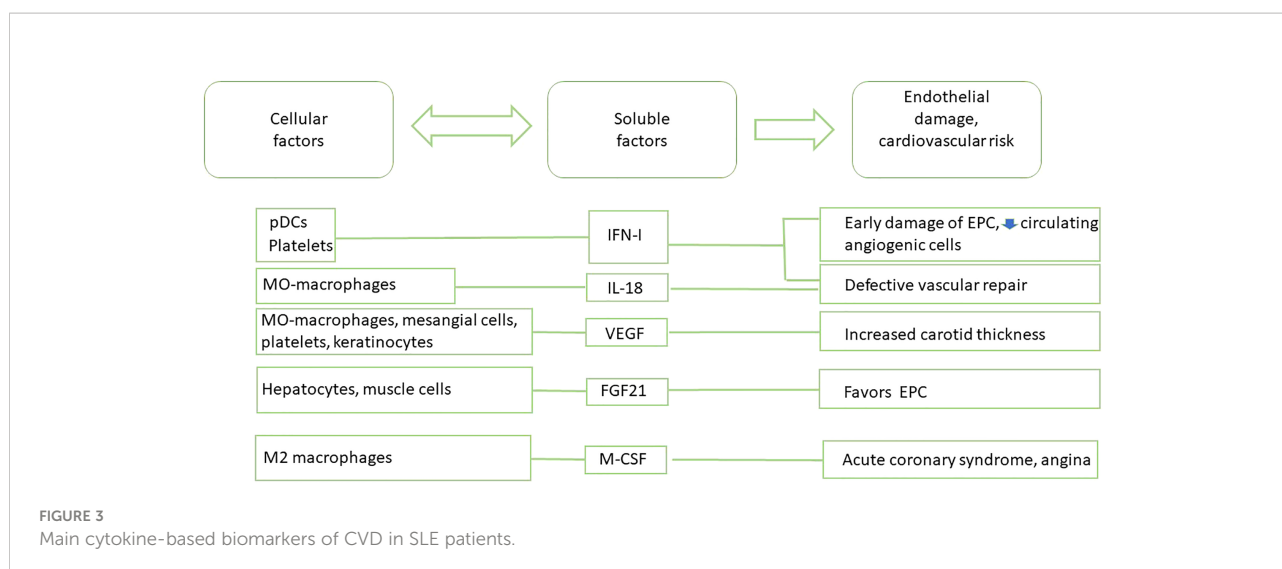 Cellular
factors
Soluble
factors
Endothelial
damage,
cardiovascular risk
pDCs
Platelets
IFN-I
Early damage of EPC, circulating
angiogenic cells
MO-macrophages
IL-18
Defective vascular repair
MO-macrophages, mesangial cells,
platelets, keratinocytes
VEGF
Increased carotid thickness
Hepatocytes, muscle cells
FGF21
Favors EPC
M2 macrophages
M-CSF
Acute coronary syndrome, angina
FIGURE 3
Main cytokine-based biomarkers of CVD in SLE patients.